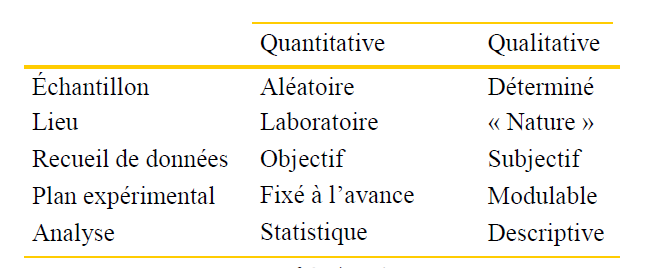 Quantitative Qualitative
Échantillon Aléatoire Déterminé
Lieu Laboratoire « Nature »
Recueil de données Objectif Subjectif
Plan expérimental Fixé à l’avance Modulable
Analyse Statistique Descriptive